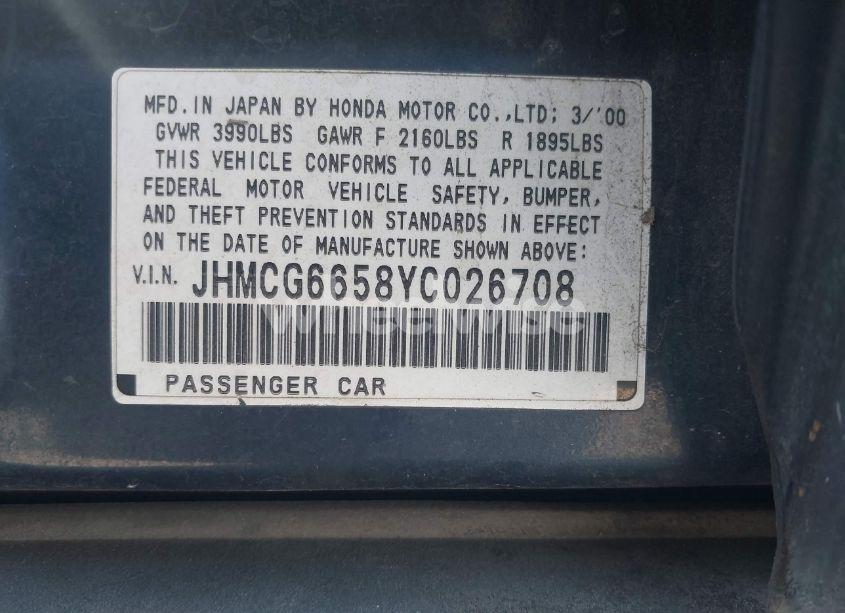 MFD.IN JAPAN BY HONDA MOTOR CO.,LTD; 3/'00
GVWR 3990LBS GAWR F 2160LBS R 1895LBS
THIS VEHICLE CONFORMS TO ALL APPLICABLE
FEDERAL MOTOR VEHICLE SAFETY, BUMPER,
AND THEFT PREVENTION STANDARDS IN EFFECT
ON THE DATE OF MANUFACTURE SHOWN ABOVE:
V.I.N. JHMCG6658YC026708
wheelwise
PASSENGER CAR